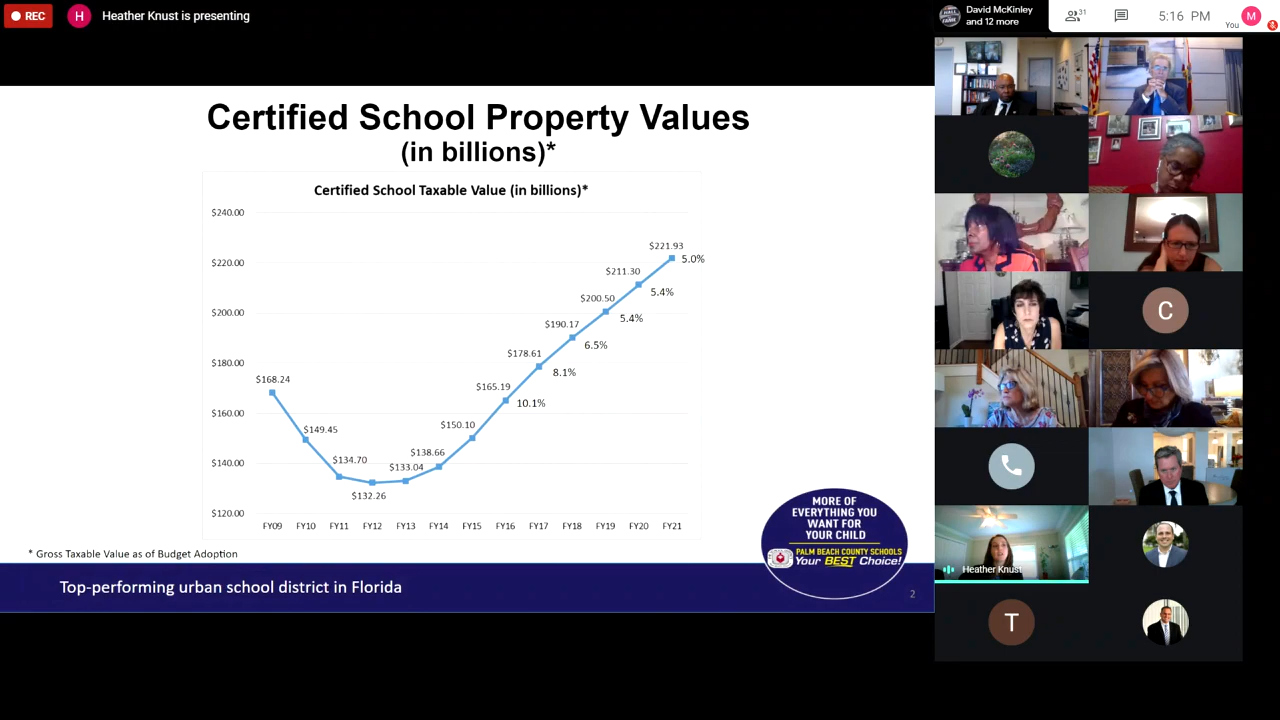 REC
H
Heather Knust is presenting
David McKinley
and 12 more
31
5:16 PM
You
M
Certified School Property Values
(in billions)*
Certified School Taxable Value (in billions)*
$240.00
$220.00
$200.00
$180.00
$160.00
$140.00
$120.00
$168.24
$149.45
$134.70
$132.26
$133.04
$138.66
$150.10
$165.19
10.1%
$178.61
8.1%
$190.17
6.5%
$200.50
5.4%
$211.30
5.4%
$221.93
5.0%
FY09 FY10 FY11 FY12 FY13 FY14 FY15 FY16 FY17 FY18 FY19 FY20 FY21
* Gross Taxable Value as of Budget Adoption
MORE OF
EVERYTHING YOU
WANT FOR
YOUR CHILD
PALM BEACH COUNTY SCHOOLS
Your BEST Choice!
Top-performing urban school district in Florida
2
C
Heather Knust
T